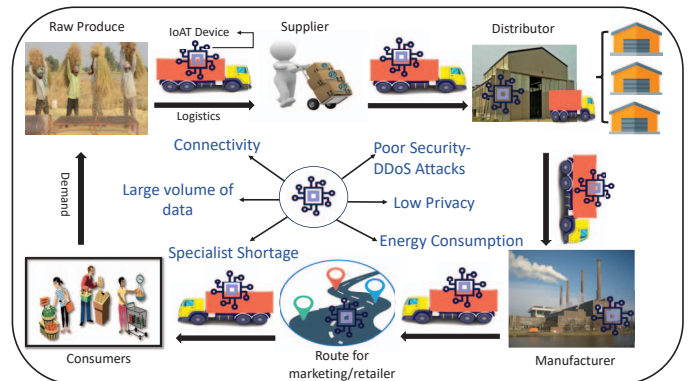 Raw Produce
IoAT Device
Supplier
Distributor
Logistics
Connectivity
Poor Security-
DDoS Attacks
Large volume of
data
Low Privacy
Specialist Shortage
Energy Consumption
Demand
Consumers
Route for
marketing/retailer
Manufacturer